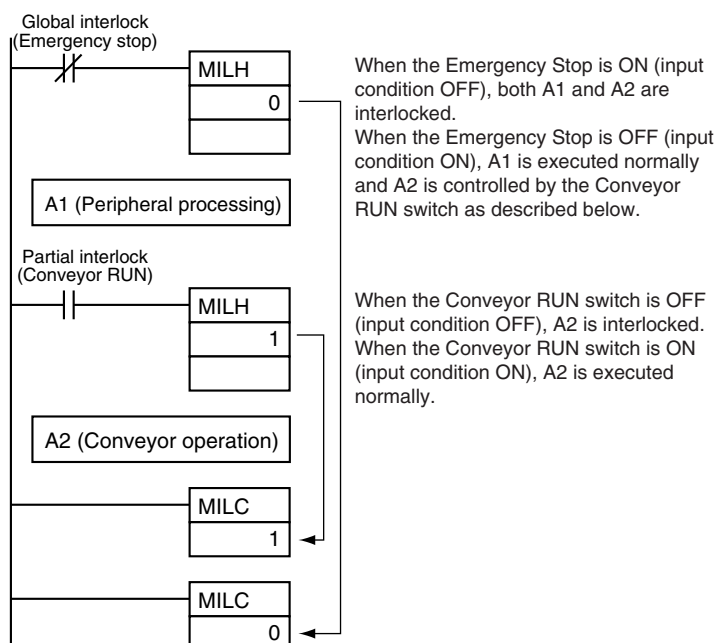 Global interlock
(Emergency stop)
MILH
0
When the Emergency Stop is ON (input
condition OFF), both A1 and A2 are
interlocked.
When the Emergency Stop is OFF (input
condition ON), A1 is executed normally
and A2 is controlled by the Conveyor
RUN switch as described below.
A1 (Peripheral processing)
Partial interlock
(Conveyor RUN)
MILH
1
When the Conveyor RUN switch is OFF
(input condition OFF), A2 is interlocked.
When the Conveyor RUN switch is ON
(input condition ON), A2 is executed
normally.
A2 (Conveyor operation)
MILC
1
MILC
0